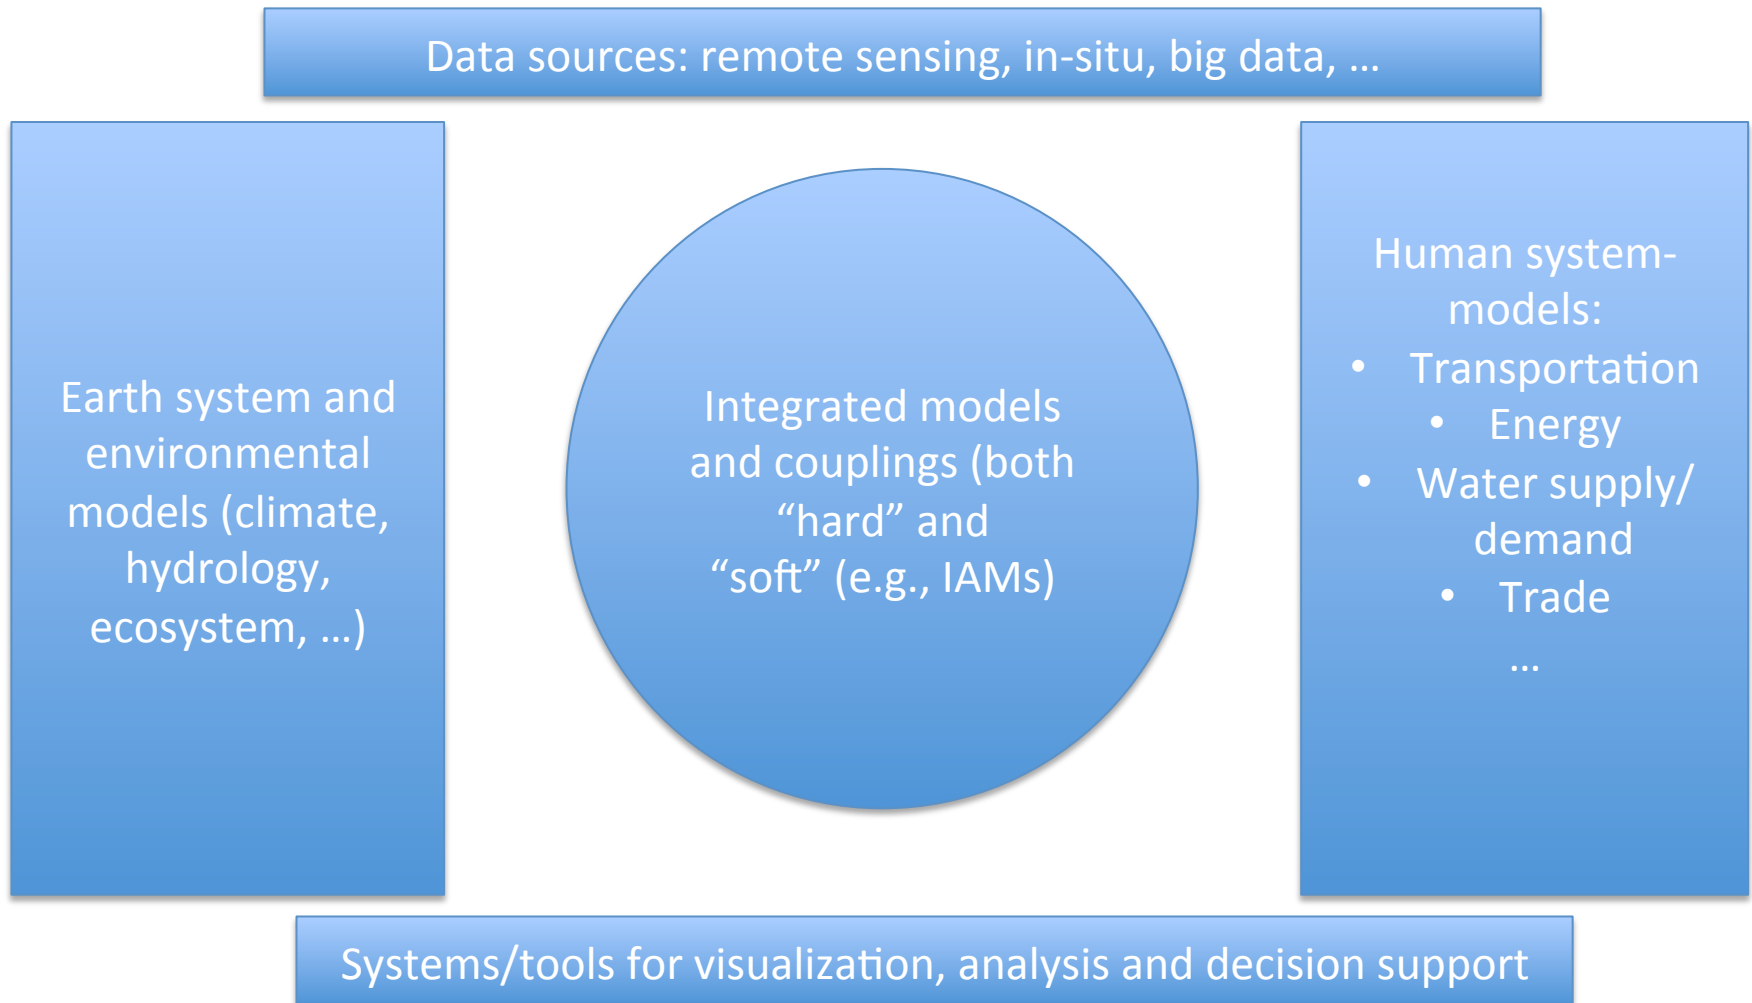 Data sources: remote sensing, in-situ, big data, …
Earth system and
environmental
models (climate,
hydrology,
ecosystem, …)
Integrated models
and couplings (both
“hard” and
“soft” (e.g., IAMs)
Human system-
models:
• Transportation
• Energy
• Water supply/
demand
• Trade
…
Systems/tools for visualization, analysis and decision support